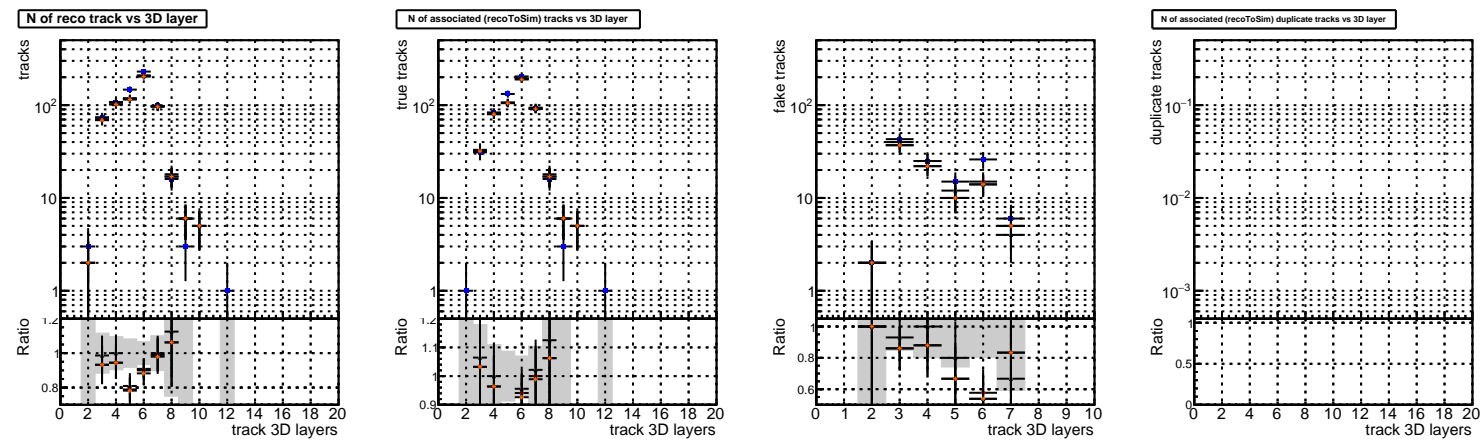 N of reco track vs 3D layer
tracks
10²
10
1
Ratio
1.2
1
0.8
0 2 4 6 8 10 12 14 16 18 20
track 3D layers
N of associated (recoToSim) tracks vs 3D layer
true tracks
10²
10
1
Ratio
1.2
1.1
1
0.9
0 2 4 6 8 10 12 14 16 18 20
track 3D layers
fake tracks
10²
10
1
Ratio
1
0.8
0.6
0 1 2 3 4 5 6 7 8 9 10
track 3D layers
N of associated (recoToSim) duplicate tracks vs 3D layer
duplicate tracks
10⁻¹
10⁻²
10⁻³
Ratio
1
0.5
0
0 2 4 6 8 10 12 14 16 18 20
track 3D layers